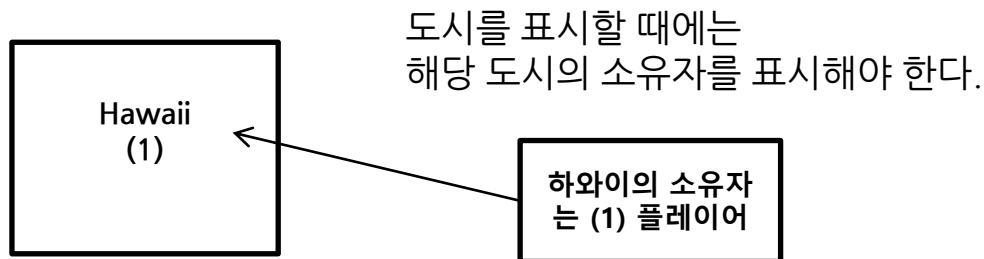 도시를 표시할 때에는
해당 도시의 소유자를 표시해야 한다.
Hawaii
(1)
하와이의 소유자
는 (1) 플레이어